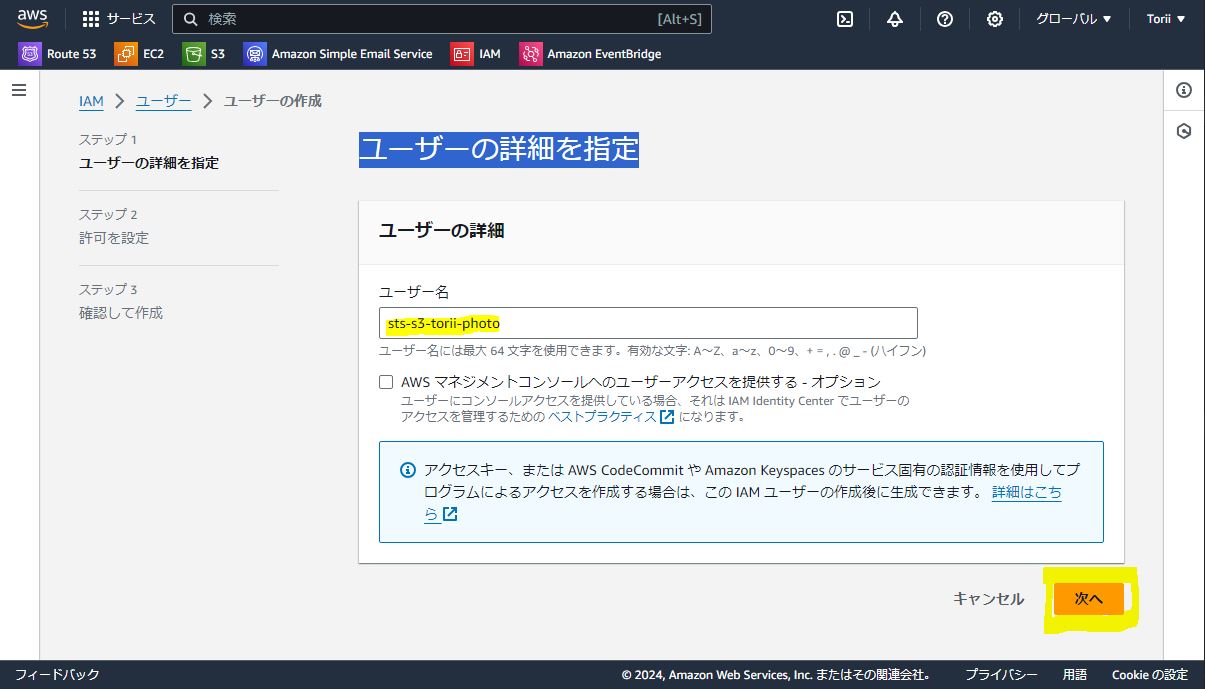 aws サービス 検索 [Alt+S] グローバル ▼ Torii ▼
Route 53 EC2 S3 Amazon Simple Email Service IAM Amazon EventBridge
IAM > ユーザー > ユーザーの作成
ステップ 1
ユーザーの詳細を指定
ステップ 2
許可を設定
ステップ 3
確認して作成
ユーザーの詳細を指定
ユーザーの詳細
ユーザー名
sts-s3-torii-photo
ユーザー名には最大 64 文字を使用できます。有効な文字: A～Z、a～z、0～9、+ = , . @ _ - (ハイフン)
AWS マネジメントコンソールへのユーザーアクセスを提供する - オプション
ユーザーにコンソールアクセスを提供している場合、それは IAM Identity Center でユーザーの
アクセスを管理するための ベストプラクティス になります。
アクセスキー、または AWS CodeCommit や Amazon Keyspaces のサービス固有の認証情報を使用してプ
ログラムによるアクセスを作成する場合は、この IAM ユーザーの作成後に生成できます。 詳細はこち
ら
キャンセル 次へ
フィードバック © 2024, Amazon Web Services, Inc. またはその関連会社。 プライバシー 用語 Cookie の設定